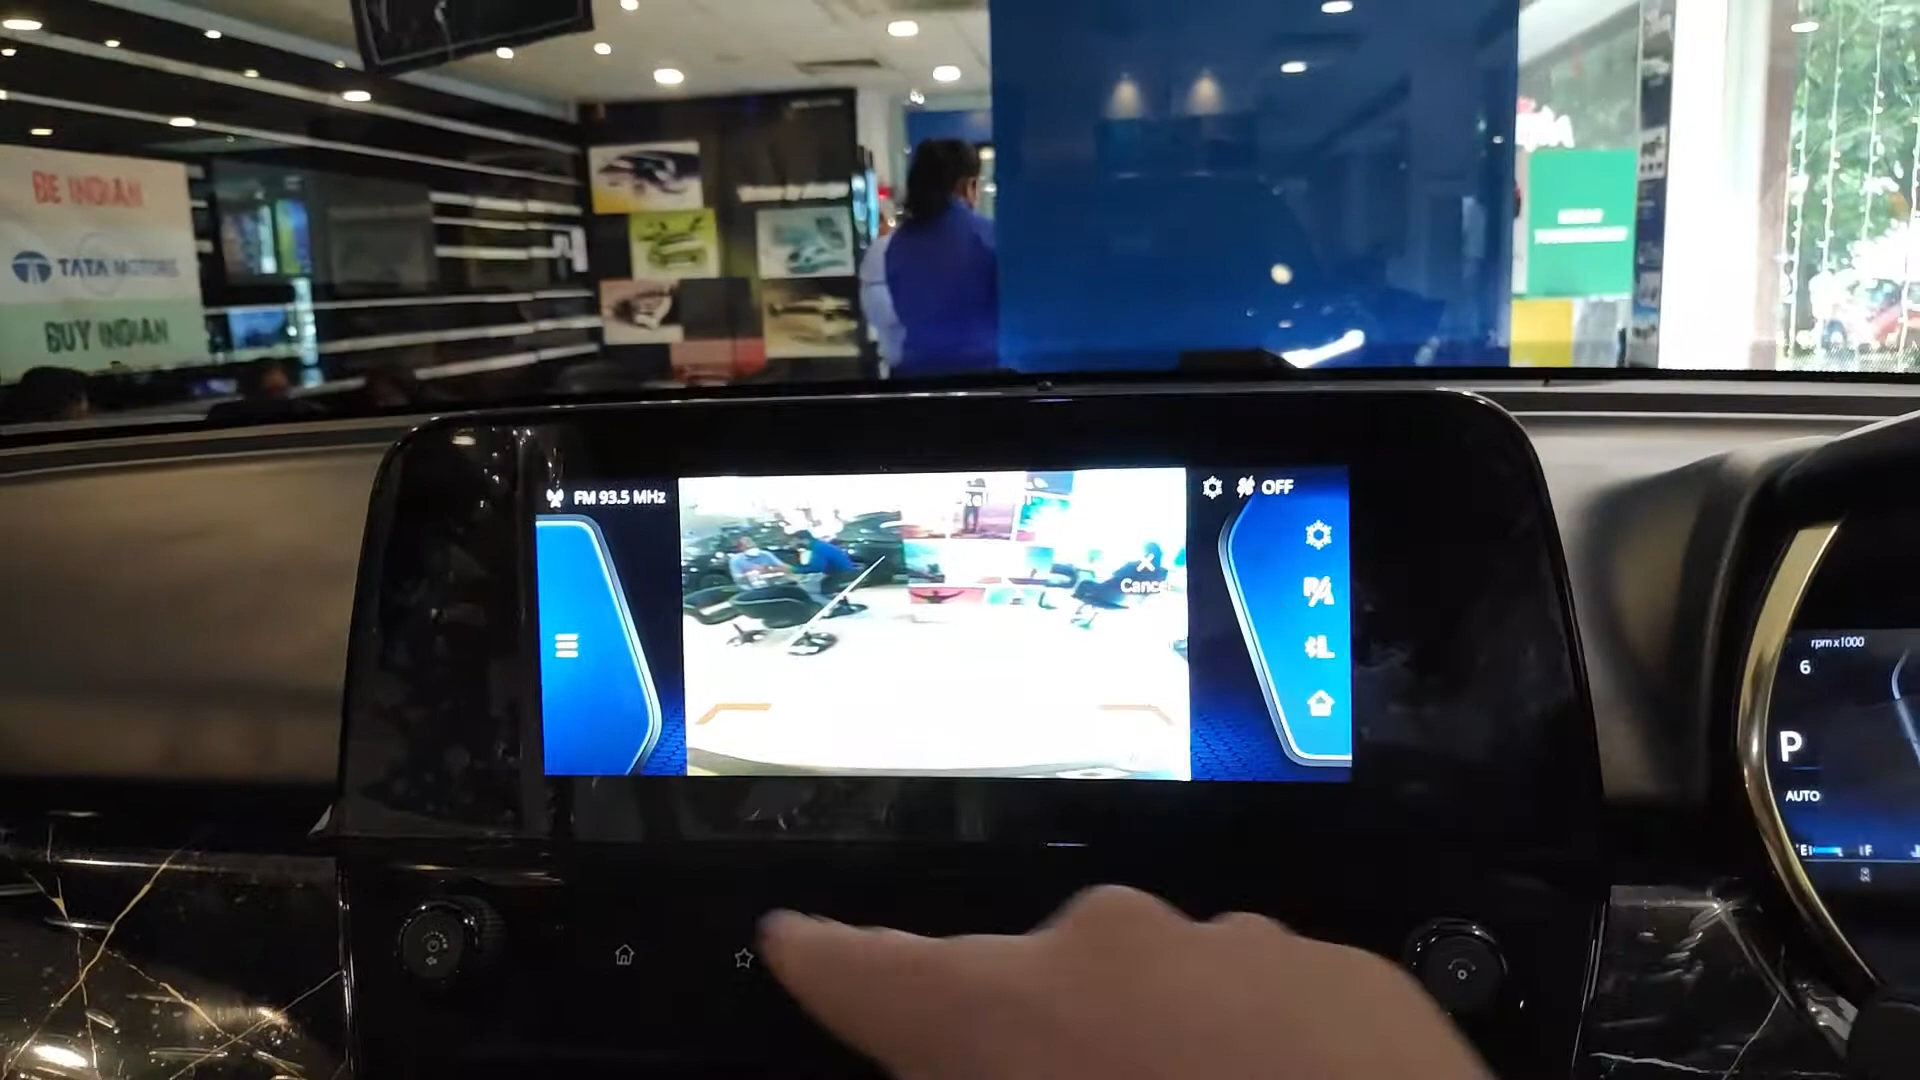 BE INDIAN
TATA MOTORS
BUY INDIAN
FM 93.5 MHz
OFF
Cancel
rpm x1000
6
P
AUTO
E
F